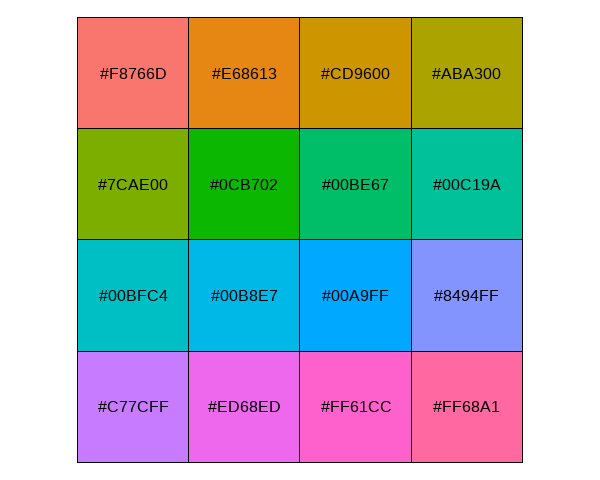 #F8766D #E68613 #CD9600 #ABA300
#7CAE00 #0CB702 #00BE67 #00C19A
#00BFC4 #00B8E7 #00A9FF #8494FF
#C77CFF #ED68ED #FF61CC #FF68A1